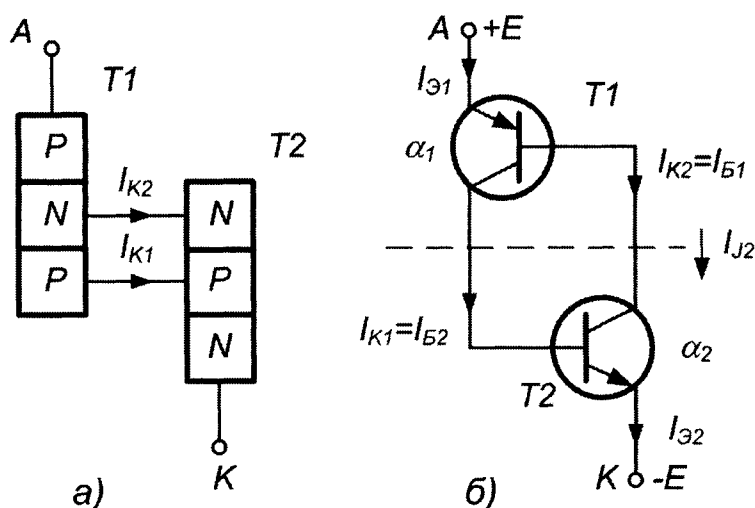 A
T1
P
N
P
I_K2
I_K1
T2
N
P
N
K
а)
A +E
I_Э1
T1
α1
I_K2=I_Б1
I_J2
I_K1=I_Б2
α2
T2
I_Э2
K -E
б)